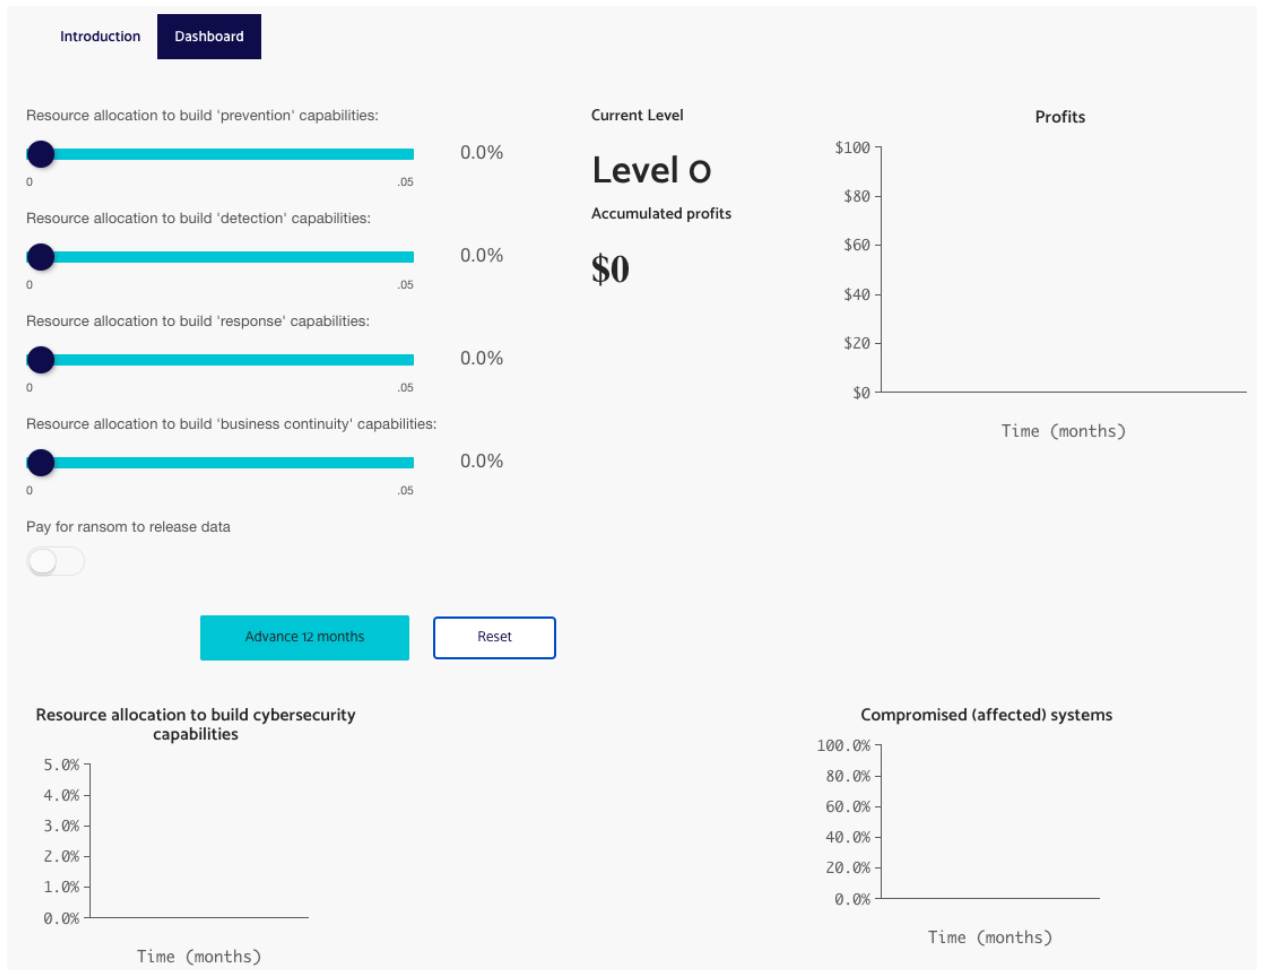 Introduction
Dashboard
Resource allocation to build 'prevention' capabilities:
0.0%
0
.05
Resource allocation to build 'detection' capabilities:
0.0%
0
.05
Resource allocation to build 'response' capabilities:
0.0%
0
.05
Resource allocation to build 'business continuity' capabilities:
0.0%
0
.05
Pay for ransom to release data
Advance 12 months
Reset
Current Level
Level 0
Accumulated profits
$0
Profits
$100
$80
$60
$40
$20
$0
Time (months)
Resource allocation to build cybersecurity
capabilities
5.0%
4.0%
3.0%
2.0%
1.0%
0.0%
Time (months)
Compromised (affected) systems
100.0%
80.0%
60.0%
40.0%
20.0%
0.0%
Time (months)